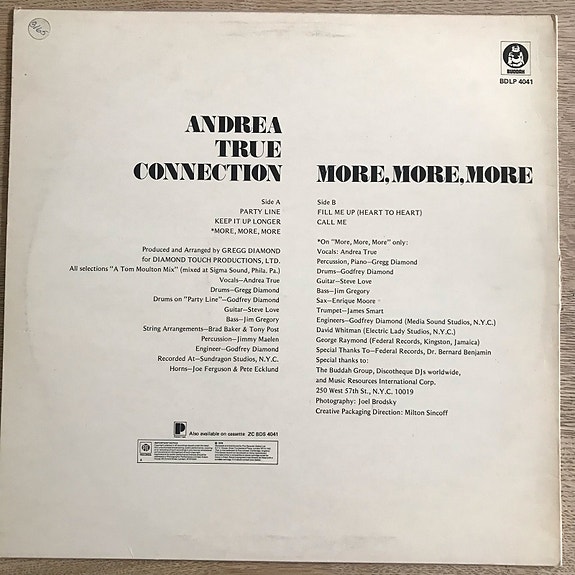 BUDDAH
BDLP 4041
ANDREA
TRUE
CONNECTION
Side A
PARTY LINE
KEEP IT UP LONGER
*MORE, MORE, MORE
Produced and Arranged by GREGG DIAMOND
for DIAMOND TOUCH PRODUCTIONS, LTD.
All selections "A Tom Moulton Mix" (mixed at Sigma Sound, Phila. Pa.)
Vocals—Andrea True
Drums—Gregg Diamond
Drums on "Party Line"—Godfrey Diamond
Guitar—Steve Love
Bass—Jim Gregory
String Arrangements—Brad Baker & Tony Post
Percussion—Jimmy Maelen
Engineer—Godfrey Diamond
Recorded At—Sundragon Studios, N.Y.C.
Horns—Joe Ferguson & Pete Ecklund
MORE, MORE, MORE
Side B
FILL ME UP (HEART TO HEART)
CALL ME
*On "More, More, More" only:
Vocals: Andrea True
Percussion, Piano—Gregg Diamond
Drums—Godfrey Diamond
Guitar—Steve Love
Bass—Jim Gregory
Sax—Enrique Moore
Trumpet—James Smart
Engineers—Godfrey Diamond (Media Sound Studios, N.Y.C.)
David Whitman (Electric Lady Studios, N.Y.C.)
George Raymond (Federal Records, Kingston, Jamaica)
Special Thanks To—Federal Records, Dr. Bernard Benjamin
Special thanks to:
The Buddah Group, Discotheque DJs worldwide,
and Music Resources International Corp.
250 West 57th St., N.Y.C. 10019
Photography: Joel Brodsky
Creative Packaging Direction: Milton Sincoff
Also available on cassette ZC BDS 4041
PYE
RECORDS